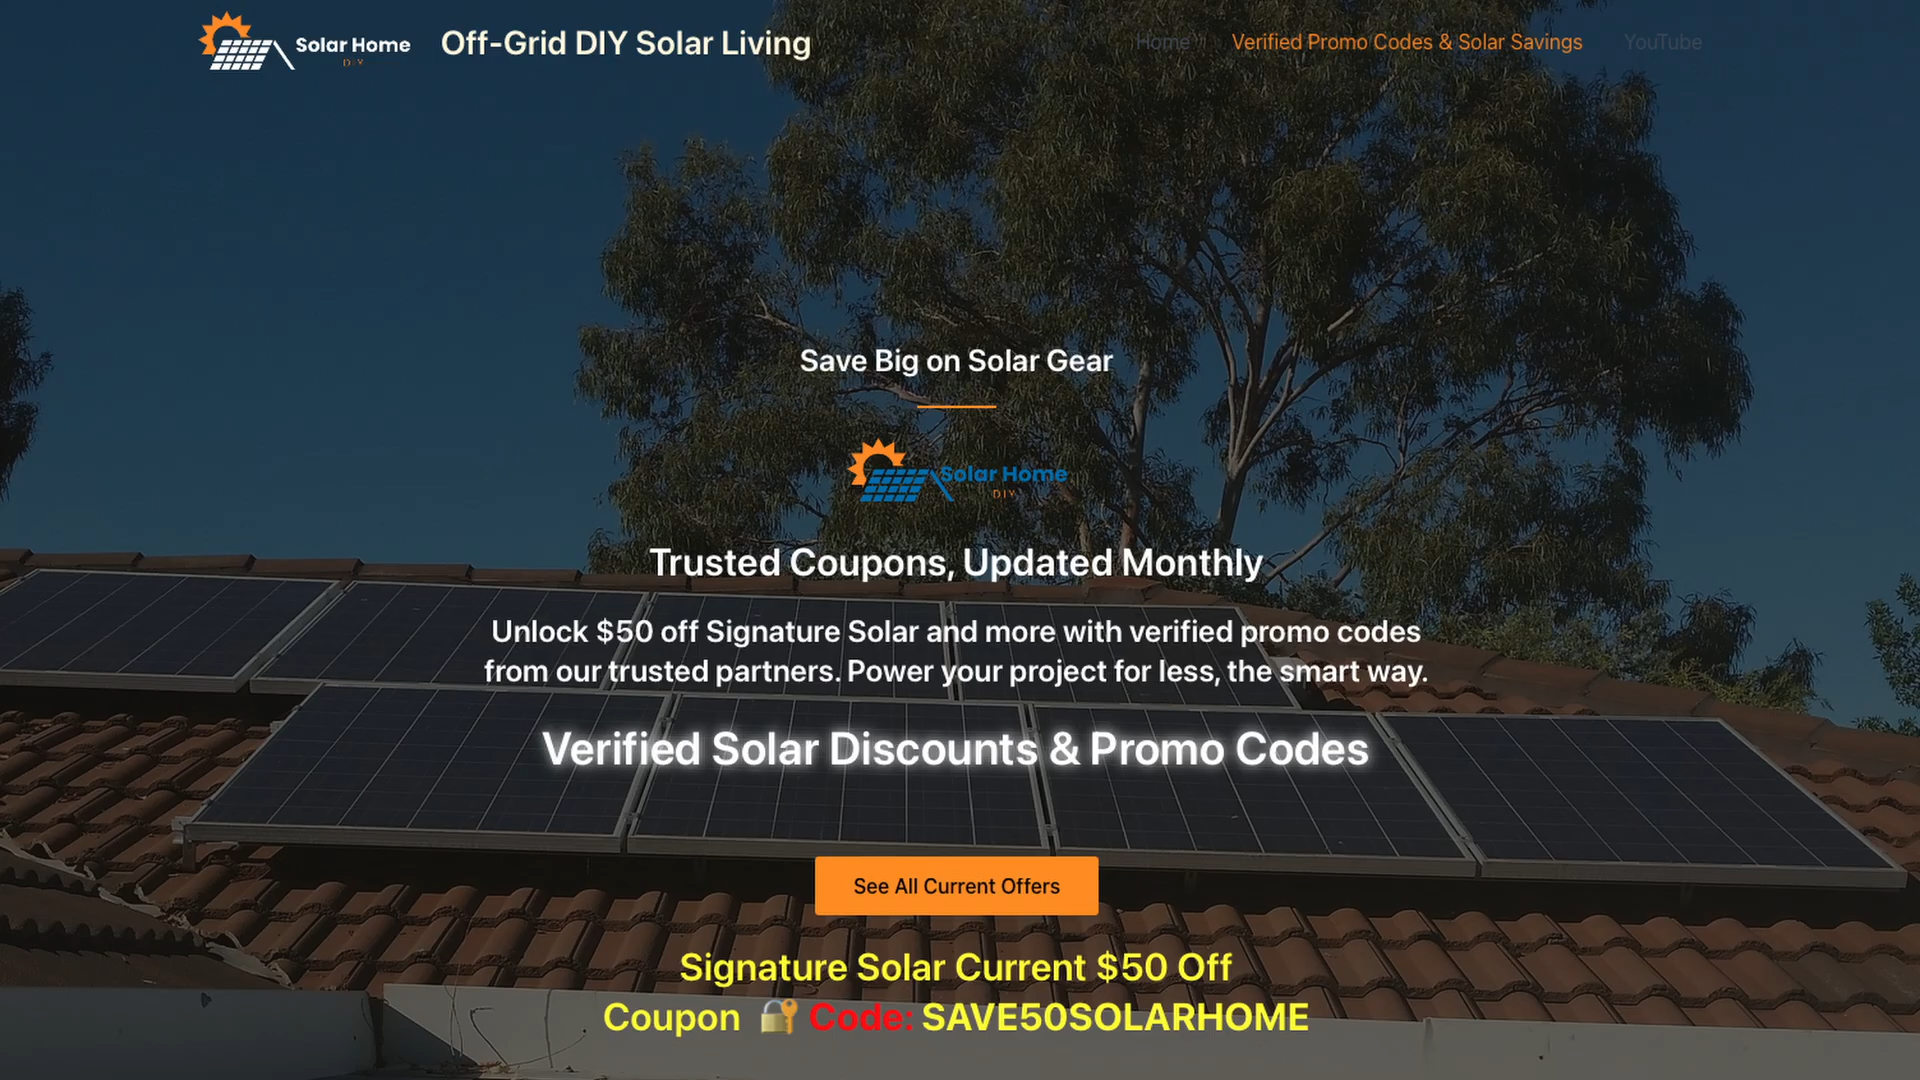 Solar Home
DIY
Off-Grid DIY Solar Living
Home
Verified Promo Codes & Solar Savings
YouTube
Save Big on Solar Gear
Solar Home
DIY
Trusted Coupons, Updated Monthly
Unlock $50 off Signature Solar and more with verified promo codes
from our trusted partners. Power your project for less, the smart way.
Verified Solar Discounts & Promo Codes
See All Current Offers
Signature Solar Current $50 Off
Coupon 🔐 Code: SAVE50SOLARHOME